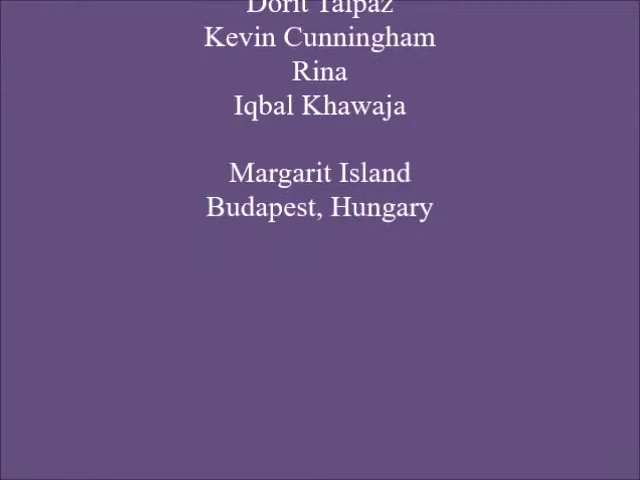 Dorit Talpaz
Kevin Cunningham
Rina
Iqbal Khawaja
Margarit Island
Budapest, Hungary